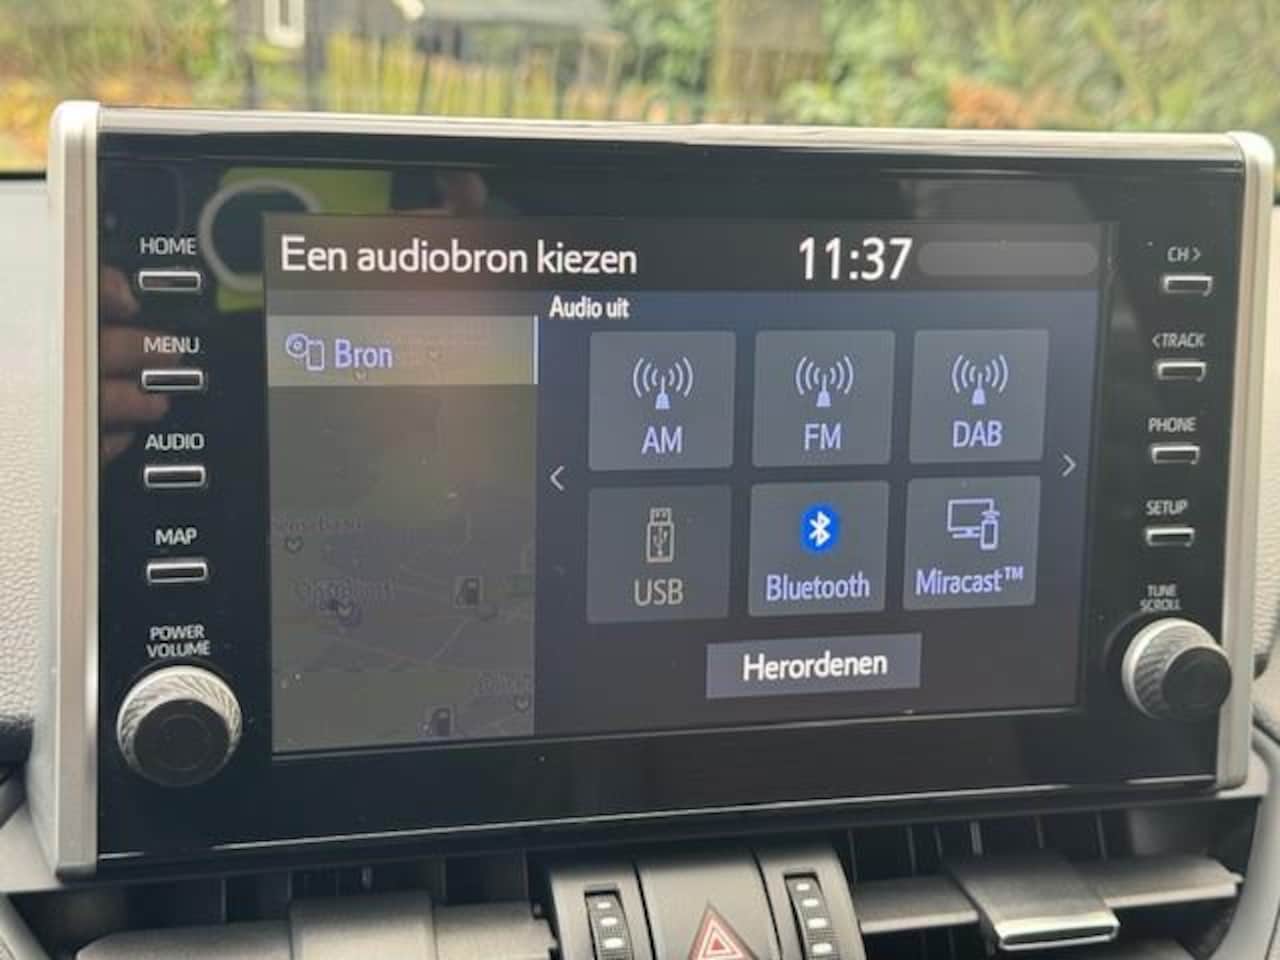 HOME
MENU
AUDIO
MAP
POWER
VOLUME
Een audiobron kiezen
11:37
Audio uit
Bron
AM
FM
DAB
USB
Bluetooth
Miracast™
Herordenen
CH >
< TRACK
PHONE
SETUP
TUNE
SCROLL